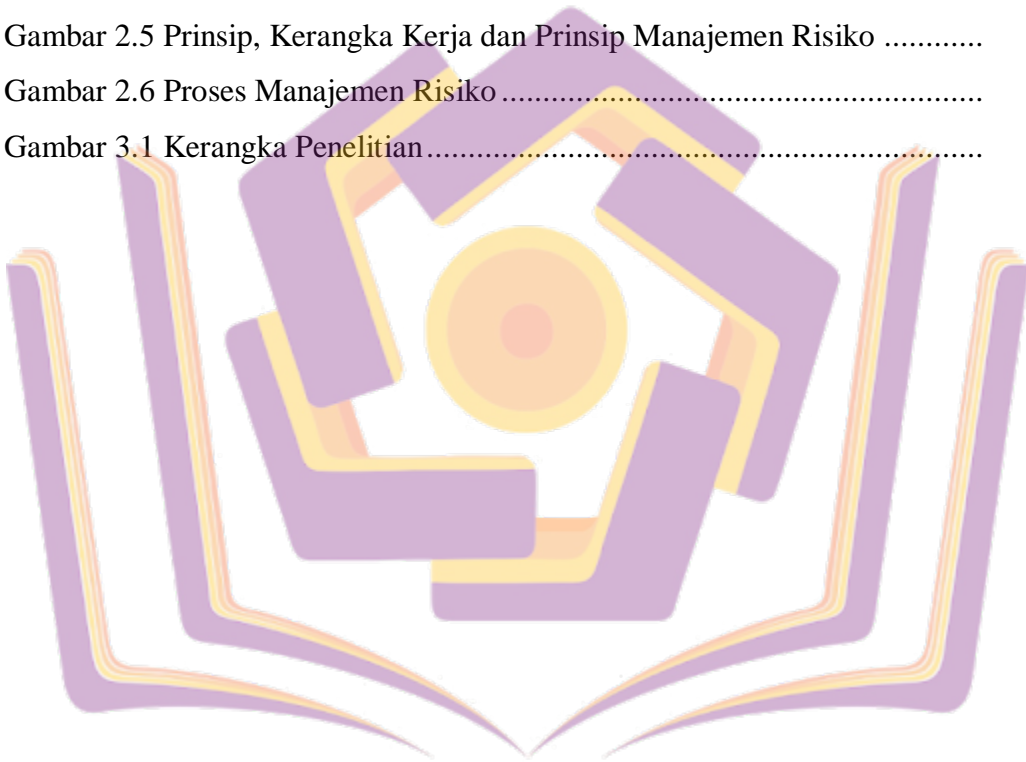 Gambar 2.5 Prinsip, Kerangka Kerja dan Prinsip Manajemen Risiko ............
Gambar 2.6 Proses Manajemen Risiko ..........................................................
Gambar 3.1 Kerangka Penelitian ...................................................................